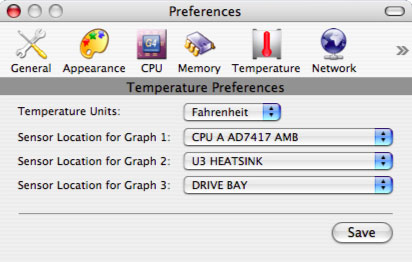 Preferences
G4
General Appearance CPU Memory Temperature Network
Temperature Preferences
Temperature Units: Fahrenheit
Sensor Location for Graph 1: CPU A AD7417 AMB
Sensor Location for Graph 2: U3 HEATSINK
Sensor Location for Graph 3: DRIVE BAY
Save